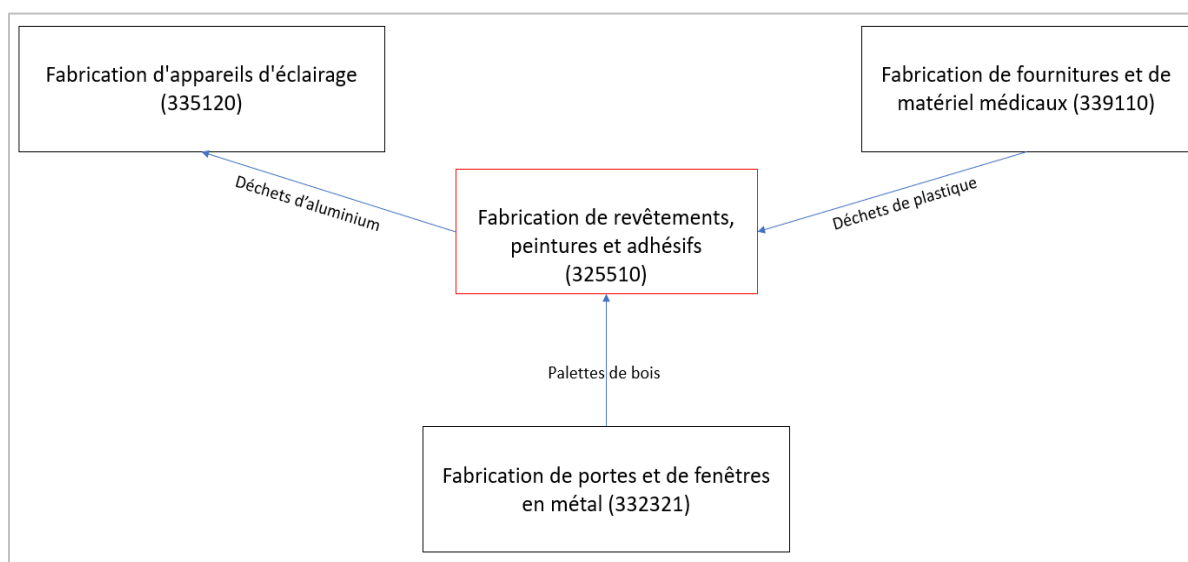 Fabrication d'appareils d'éclairage
(335120)
Fabrication de fournitures et de
matériel médicaux (339110)
Déchets d’aluminium
Déchets de plastique
Fabrication de revêtements,
peintures et adhésifs
(325510)
Palettes de bois
Fabrication de portes et de fenêtres
en métal (332321)